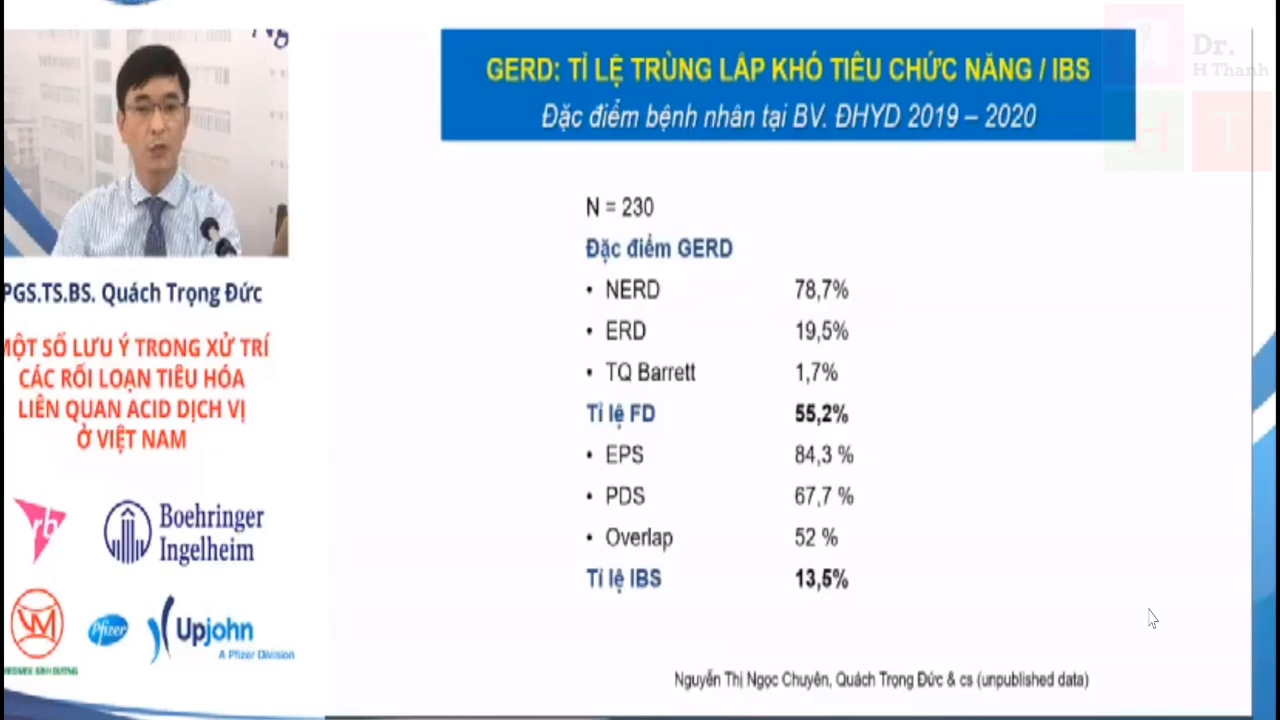 Ng
PGS.TS.BS. Quách Trọng Đức
MỘT SỐ LƯU Ý TRONG XỬ TRÍ
CÁC RỐI LOẠN TIÊU HÓA
LIÊN QUAN ACID DỊCH VỊ
Ở VIỆT NAM
rb
Boehringer
Ingelheim
Pfizer
Upjohn
A Pfizer Division
Dr.
H Thanh
H T
GERD: TỈ LỆ TRÙNG LẤP KHÓ TIÊU CHỨC NĂNG / IBS
Đặc điểm bệnh nhân tại BV. ĐHYD 2019 – 2020
N = 230
Đặc điểm GERD
• NERD 78,7%
• ERD 19,5%
• TQ Barrett 1,7%
Tỉ lệ FD 55,2%
• EPS 84,3 %
• PDS 67,7 %
• Overlap 52 %
Tỉ lệ IBS 13,5%
Nguyễn Thị Ngọc Chuyên, Quách Trọng Đức & cs (unpublished data)